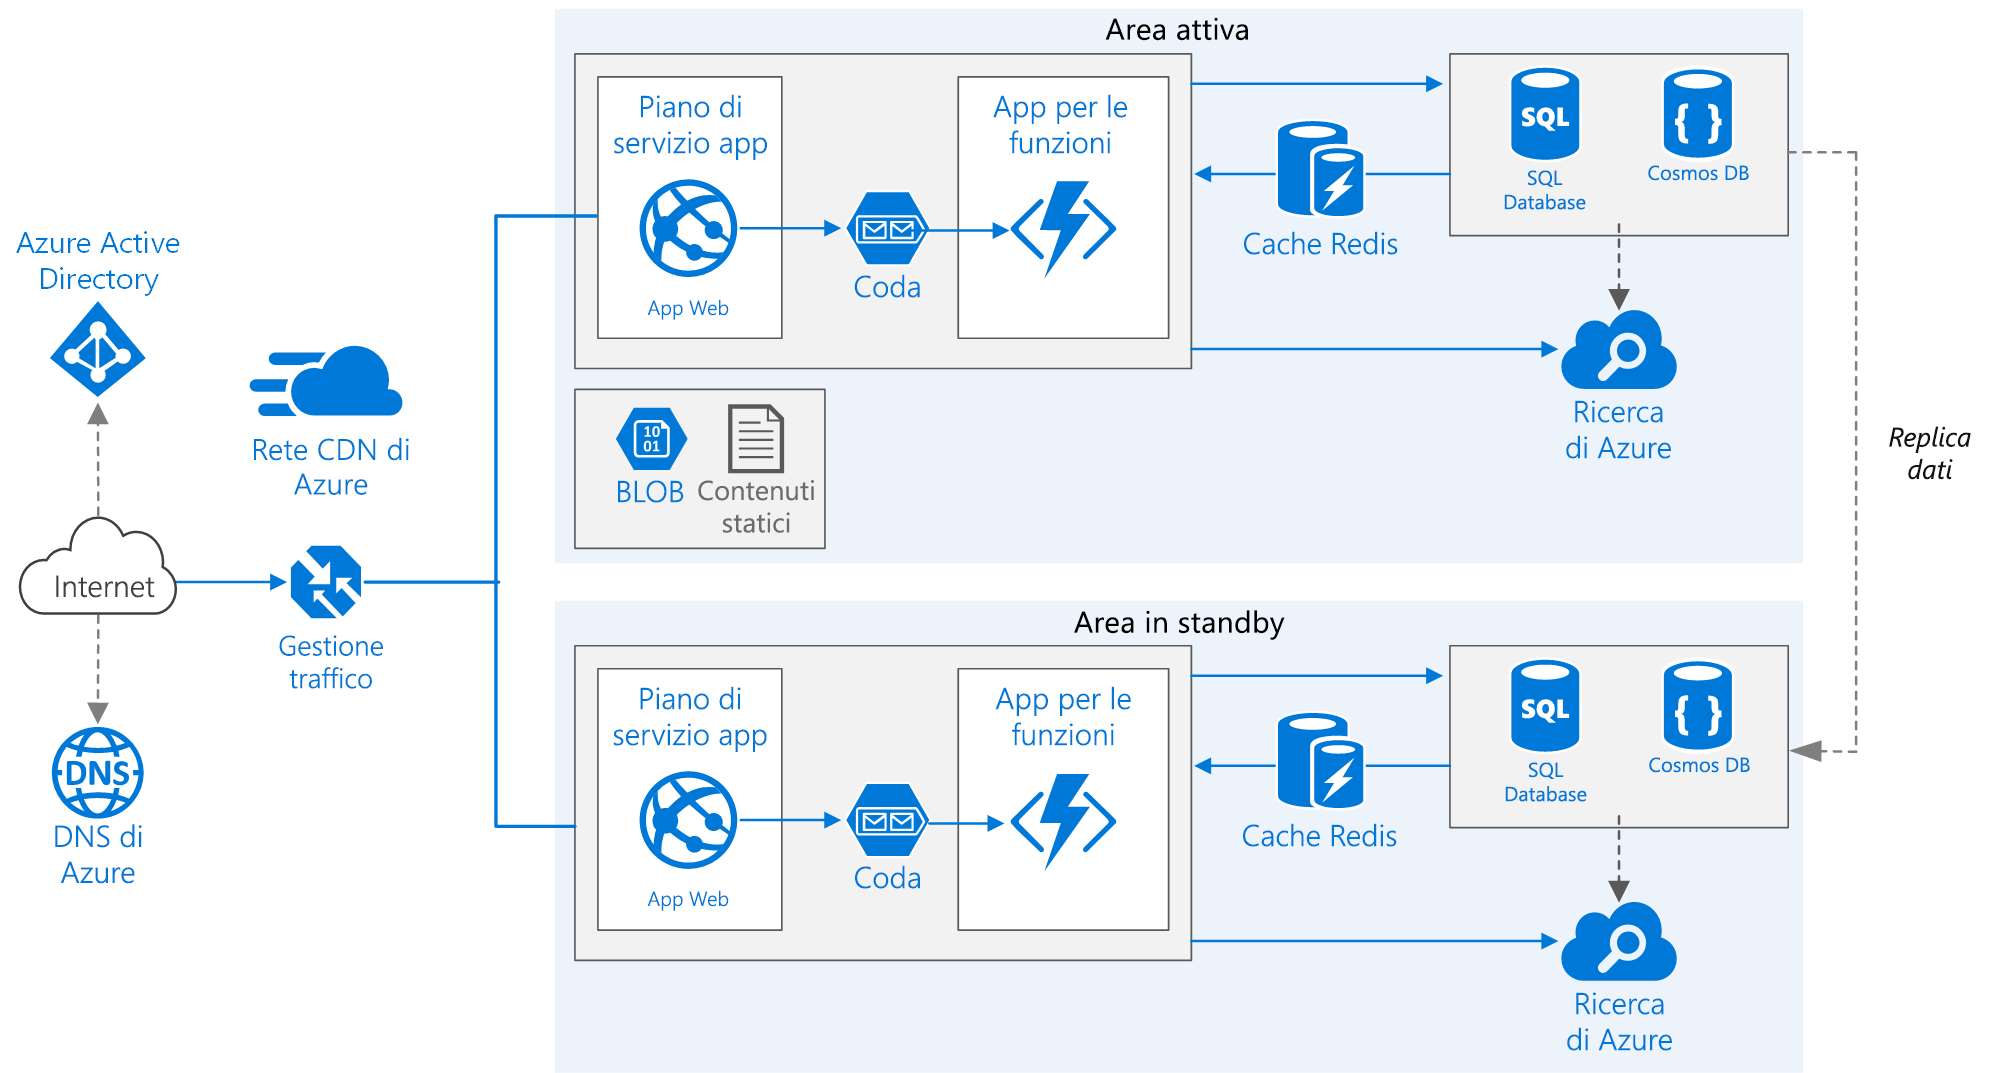 Azure Active
Directory
Rete CDN di
Azure
Internet
Gestione
traffico
DNS
DNS di
Azure
Area attiva
Piano di
servizio app
App Web
Coda
App per le
funzioni
Cache Redis
SQL
SQL
Database
{ }
Cosmos DB
Ricerca
di Azure
10
01
BLOB
Contenuti
statici
Replica
dati
Area in standby
Piano di
servizio app
App Web
Coda
App per le
funzioni
Cache Redis
SQL
SQL
Database
{ }
Cosmos DB
Ricerca
di Azure